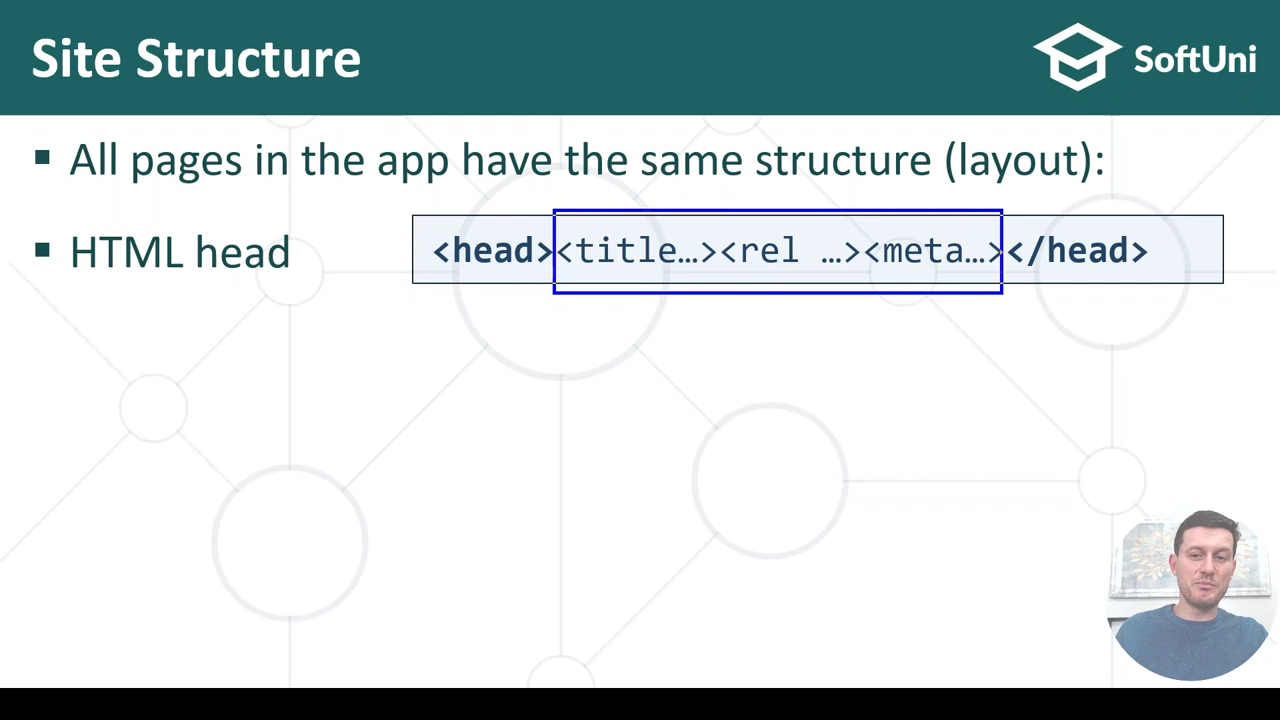 Site Structure
SoftUni
▪ All pages in the app have the same structure (layout):
▪ HTML head
<head><title…><rel …><meta…></head>